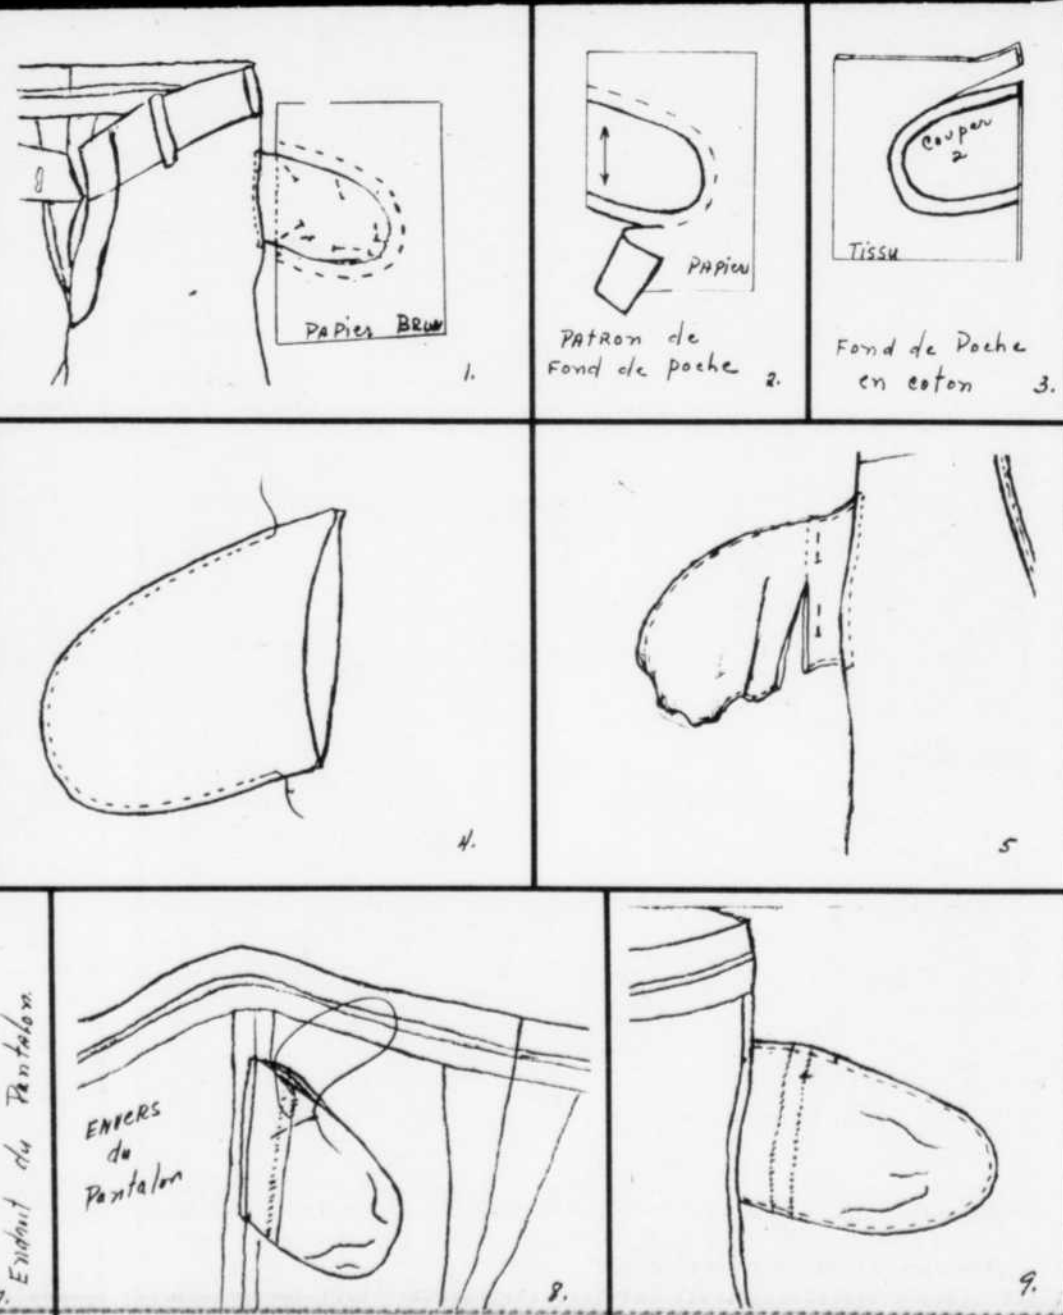 PAPier BRUN
1.
PAPier
PATRON de
Fond de poche
2.
Couper
2
Tissu
Fond de Poche
en coton
3.
4.
5
Endroit du Pantalon
ENVERS
du
Pantalon
8.
9.